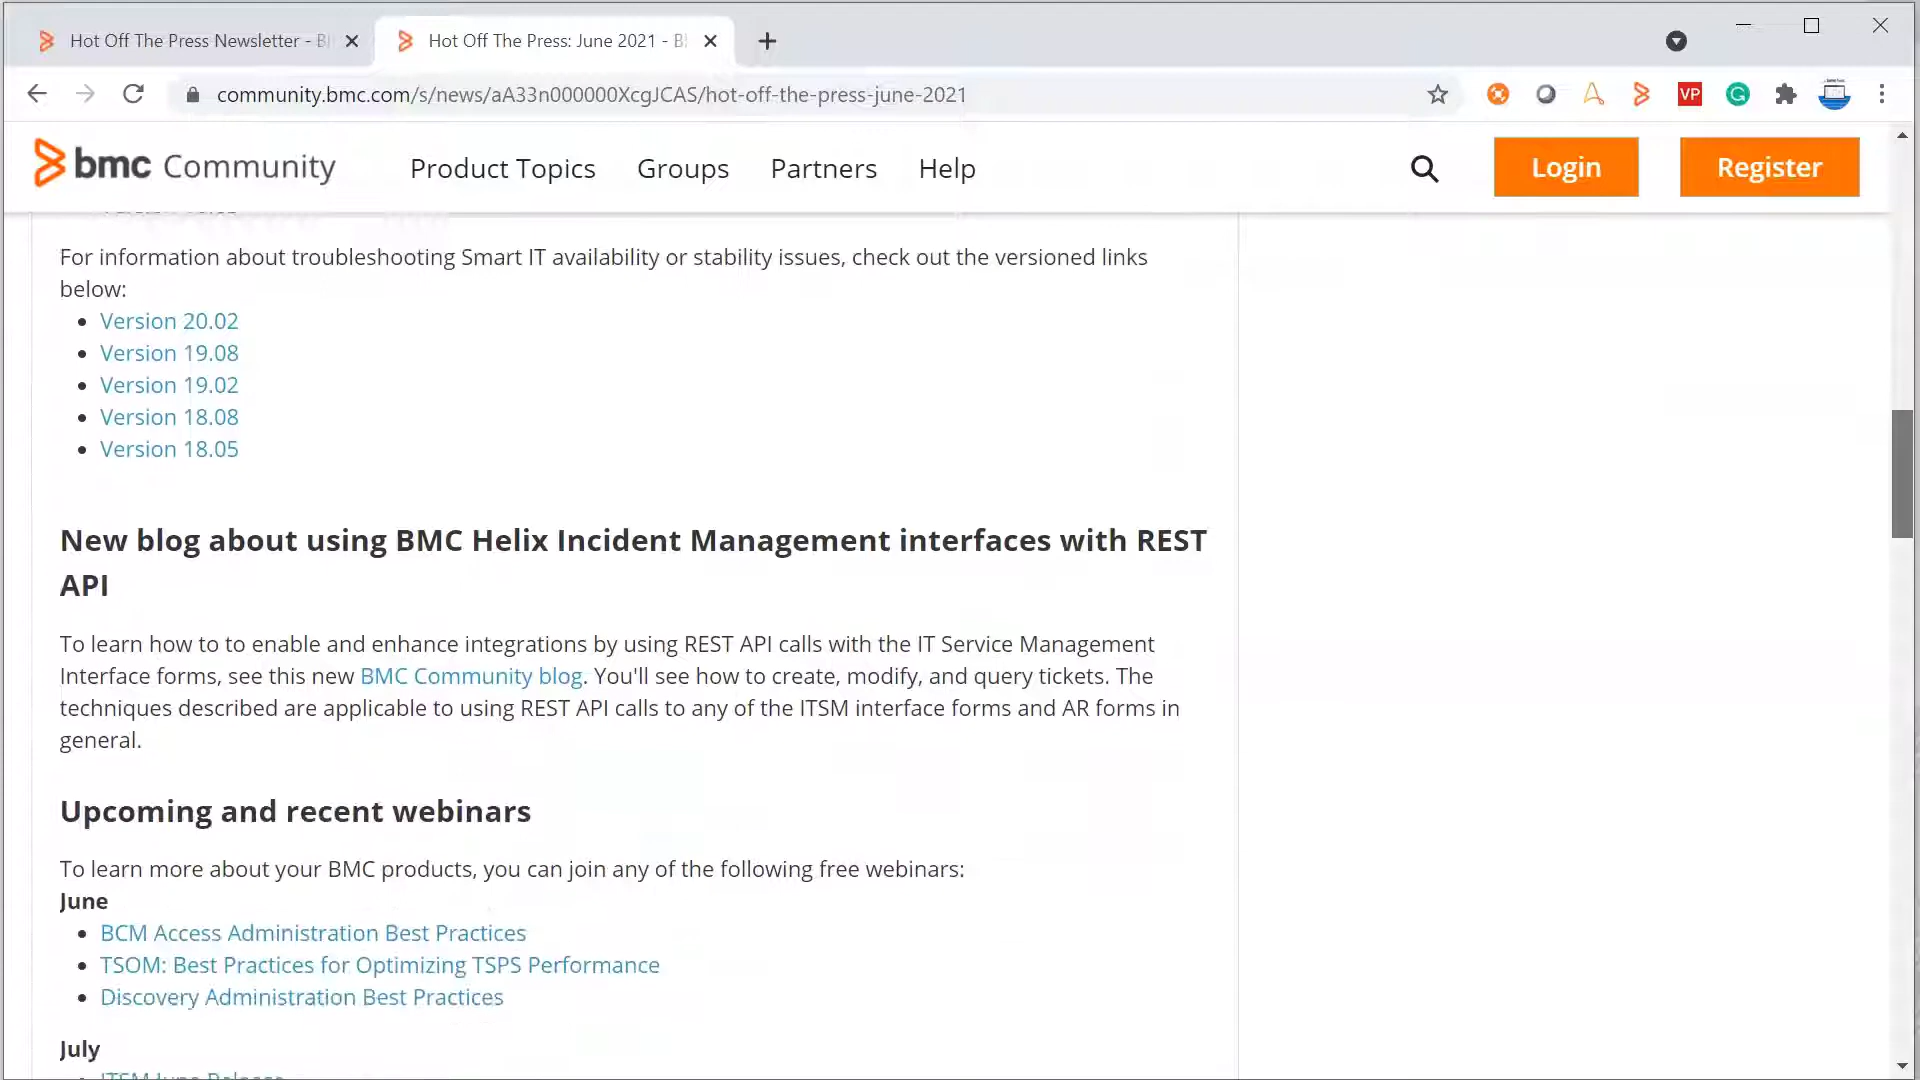 Hot Off The Press Newsletter - B
Hot Off The Press: June 2021 - B
community.bmc.com/s/news/aA33n000000XcgJCAS/hot-off-the-press-june-2021
VP
G
bmc Community
Product Topics
Groups
Partners
Help
Login
Register
For information about troubleshooting Smart IT availability or stability issues, check out the versioned links
below:
Version 20.02
Version 19.08
Version 19.02
Version 18.08
Version 18.05
New blog about using BMC Helix Incident Management interfaces with REST
API
To learn how to to enable and enhance integrations by using REST API calls with the IT Service Management
Interface forms, see this new BMC Community blog. You'll see how to create, modify, and query tickets. The
techniques described are applicable to using REST API calls to any of the ITSM interface forms and AR forms in
general.
Upcoming and recent webinars
To learn more about your BMC products, you can join any of the following free webinars:
June
BCM Access Administration Best Practices
TSOM: Best Practices for Optimizing TSPS Performance
Discovery Administration Best Practices
July